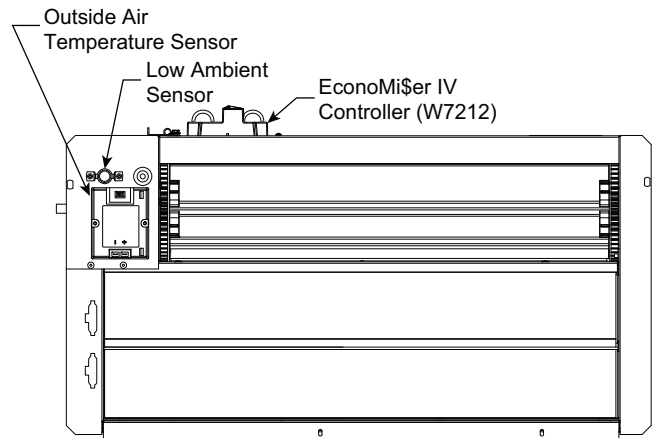 Outside Air
Temperature Sensor
Low Ambient
Sensor
EconoMi$er IV
Controller (W7212)